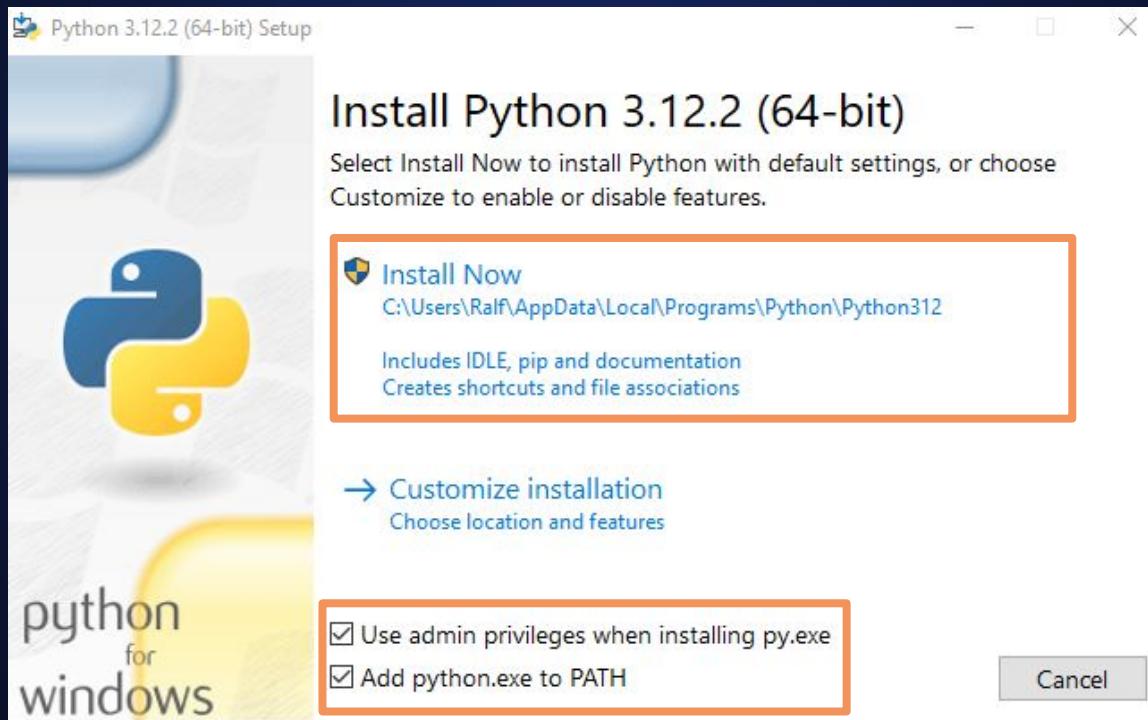 Python 3.12.2 (64-bit) Setup
Install Python 3.12.2 (64-bit)
Select Install Now to install Python with default settings, or choose
Customize to enable or disable features.
Install Now
C:\Users\Ralf\AppData\Local\Programs\Python\Python312
Includes IDLE, pip and documentation
Creates shortcuts and file associations
→ Customize installation
Choose location and features
python
for
windows
Use admin privileges when installing py.exe
Add python.exe to PATH
Cancel